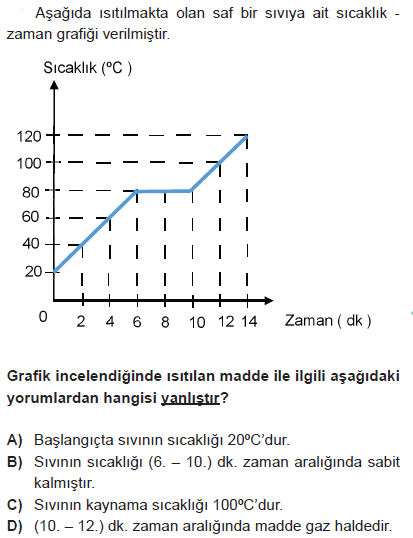 Aşağıda ısıtılmakta olan saf bir sıvıya ait sıcaklık -
zaman grafiği verilmiştir.
Sıcaklık (ºC )
120
100
80
60
40
20
0
2 4 6 8 10 12 14 Zaman ( dk )
Grafik incelendiğinde ısıtılan madde ile ilgili aşağıdaki
yorumlardan hangisi yanlıştır?
A) Başlangıçta sıvının sıcaklığı 20ºC'dur.
B) Sıvının sıcaklığı (6. – 10.) dk. zaman aralığında sabit
kalmıştır.
C) Sıvının kaynama sıcaklığı 100ºC'dur.
D) (10. – 12.) dk. zaman aralığında madde gaz haldedir.